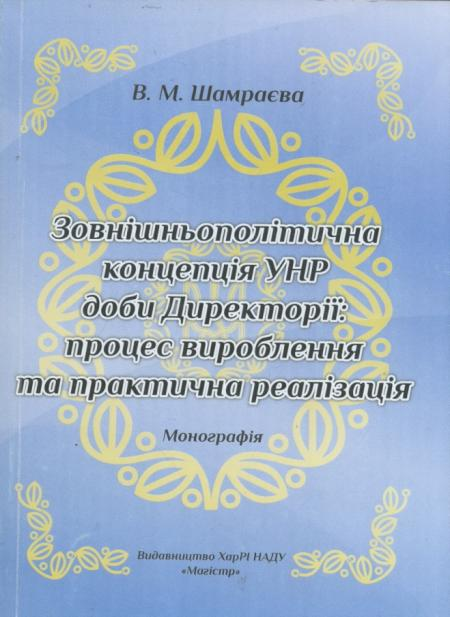 В. М. Шамраєва
Зовнішньополітична
концепція УНР
доби Директорії:
процес вироблення
та практична реалізація
Монографія
Видавництво ХарРІ НАДУ
«Магістр»